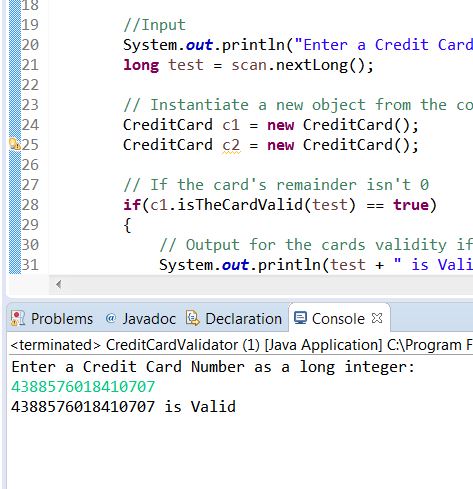 18
19 //Input
20 System.out.println("Enter a Credit Card
21 long test = scan.nextLong();
22
23 // Instantiate a new object from the co
24 CreditCard c1 = new CreditCard();
25 CreditCard c2 = new CreditCard();
26
27 // If the card's remainder isn't 0
28 if(c1.isTheCardValid(test) == true)
29 {
30 // Output for the cards validity if
31 System.out.println(test + " is Vali
Problems @ Javadoc Declaration Console
<terminated> CreditCardValidator (1) [Java Application] C:\Program F
Enter a Credit Card Number as a long integer:
4388576018410707
4388576018410707 is Valid